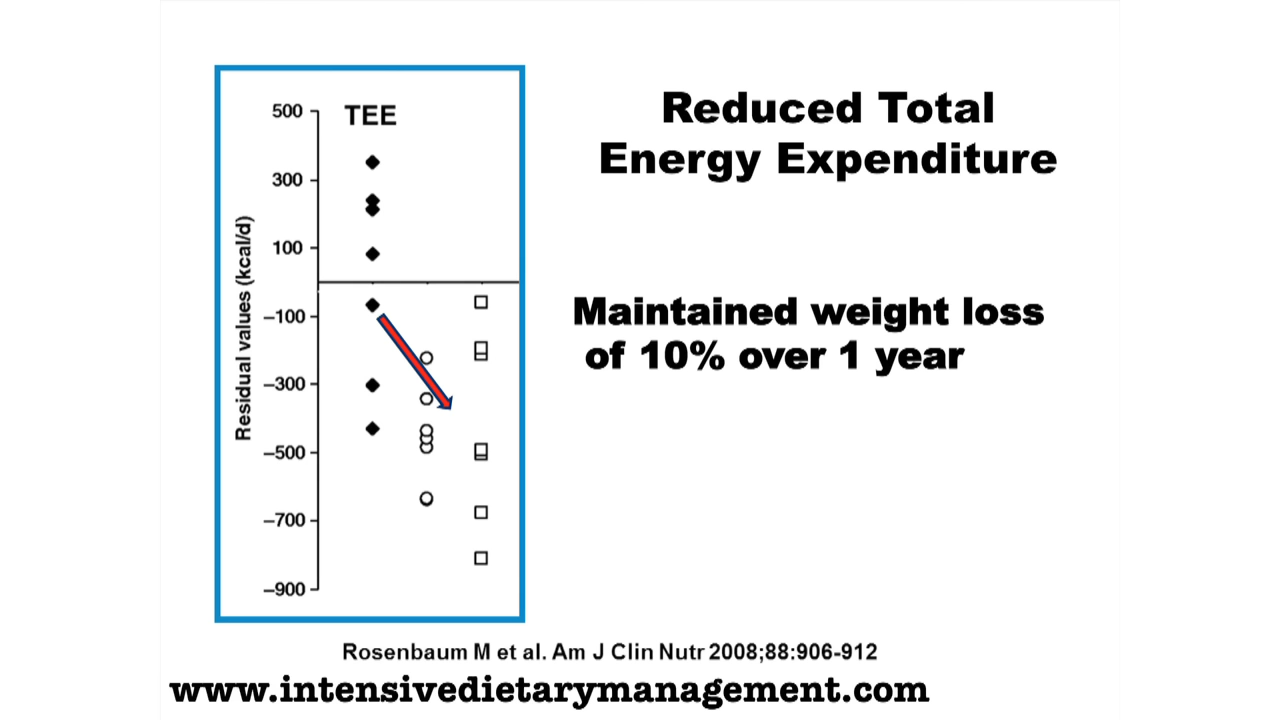 TEE
500
300
100
–100
–300
–500
–700
–900
Residual values (kcal/d)
Reduced Total
Energy Expenditure
Maintained weight loss
of 10% over 1 year
Rosenbaum M et al. Am J Clin Nutr 2008;88:906-912
www.intensivedietarymanagement.com